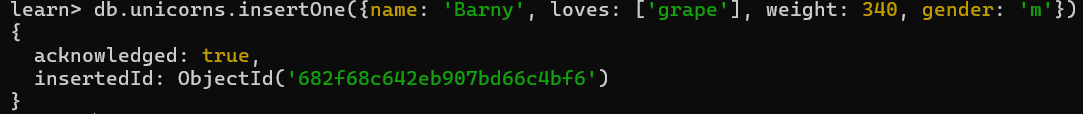 learn> db.unicorns.insertOne({name: 'Barny', loves: ['grape'], weight: 340, gender: 'm'})
{
  acknowledged: true,
  insertedId: ObjectId('682f68c642eb907bd66c4bf6')
}